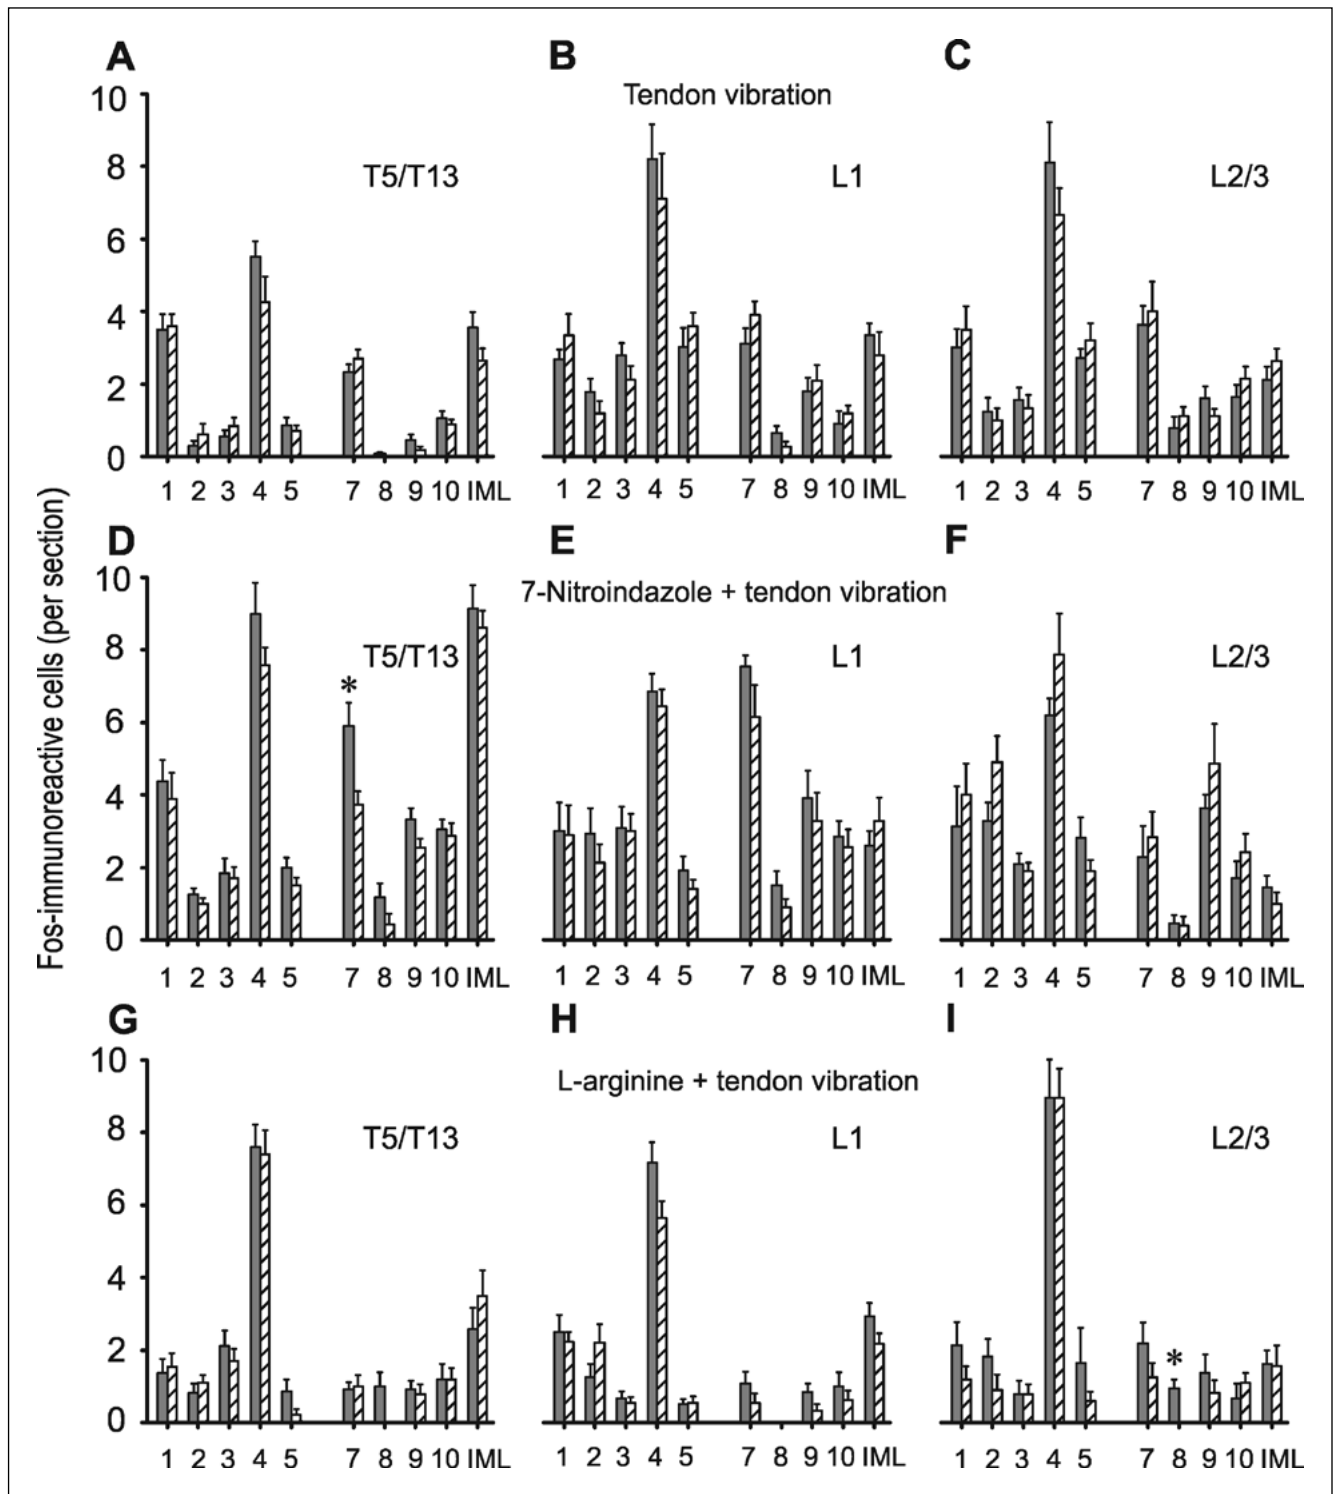 A B C
Tendon vibration
10
8
6
4
2
0
T5/T13 L1 L2/3
1 2 3 4 5 7 8 9 10 IML 1 2 3 4 5 7 8 9 10 IML 1 2 3 4 5 7 8 9 10 IML
Fos-immunoreactive cells (per section)
D E F
7-Nitroindazole + tendon vibration
10
8
6
4
2
0
T5/T13 L1 L2/3
*
1 2 3 4 5 7 8 9 10 IML 1 2 3 4 5 7 8 9 10 IML 1 2 3 4 5 7 8 9 10 IML
G H I
L-arginine + tendon vibration
10
8
6
4
2
0
T5/T13 L1 L2/3
*
1 2 3 4 5 7 8 9 10 IML 1 2 3 4 5 7 8 9 10 IML 1 2 3 4 5 7 8 9 10 IML